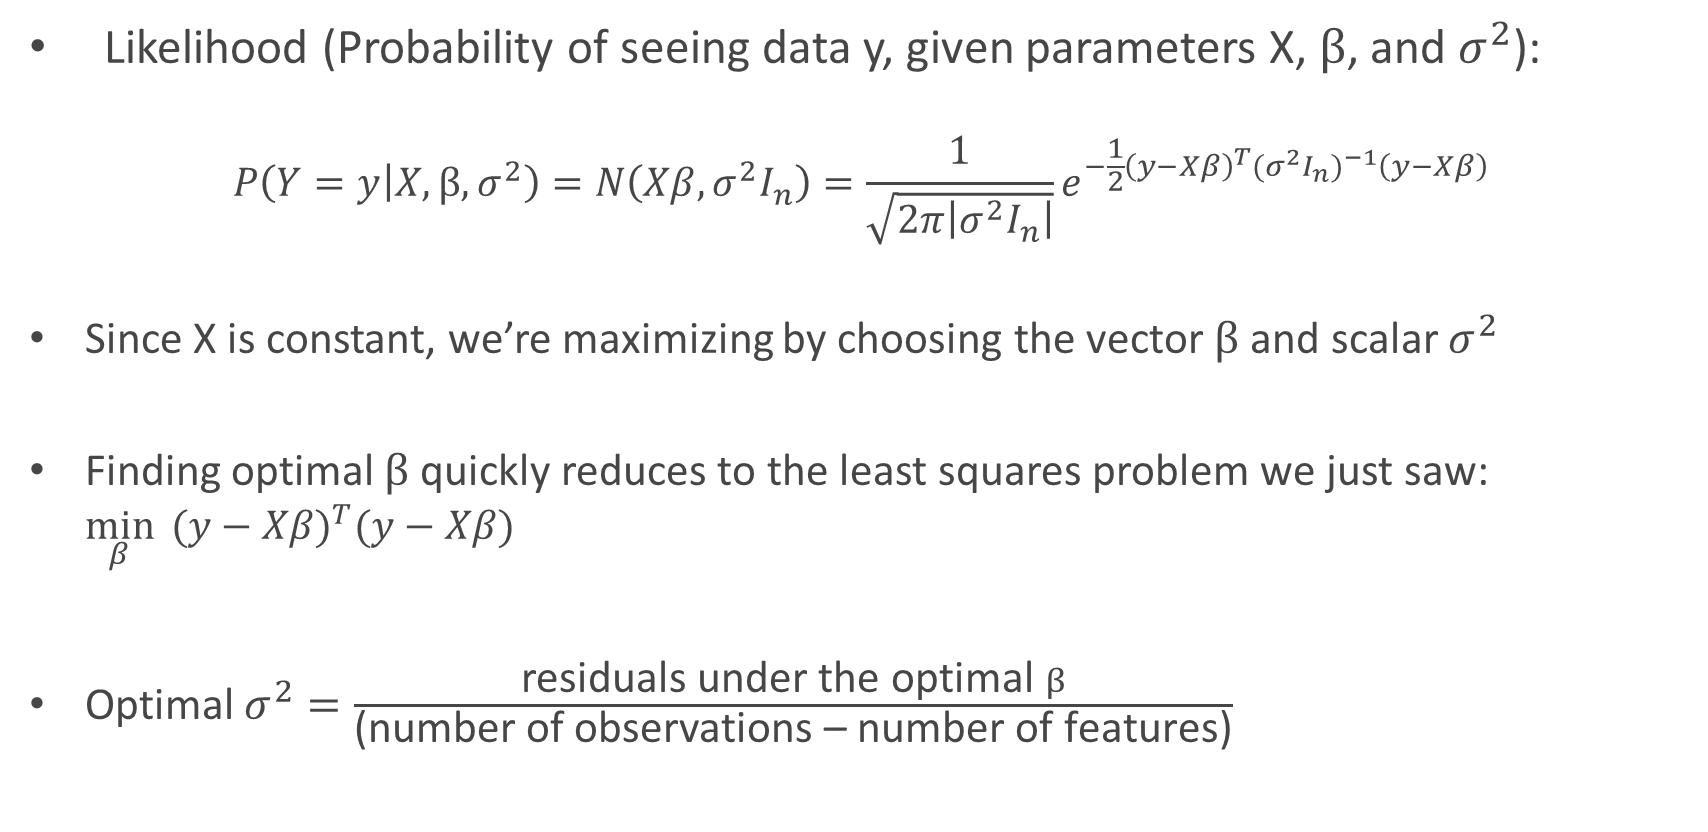 • Likelihood (Probability of seeing data y, given parameters X, β, and σ²):
P(Y = y|X, β, σ²) = N(Xβ, σ²Iₙ) = 1/√(2π|σ²Iₙ|) e^(−½(y−Xβ)ᵀ(σ²Iₙ)⁻¹(y−Xβ))
• Since X is constant, we’re maximizing by choosing the vector β and scalar σ²
• Finding optimal β quickly reduces to the least squares problem we just saw:
min_β (y − Xβ)ᵀ(y − Xβ)
• Optimal σ² = residuals under the optimal β / (number of observations – number of features)